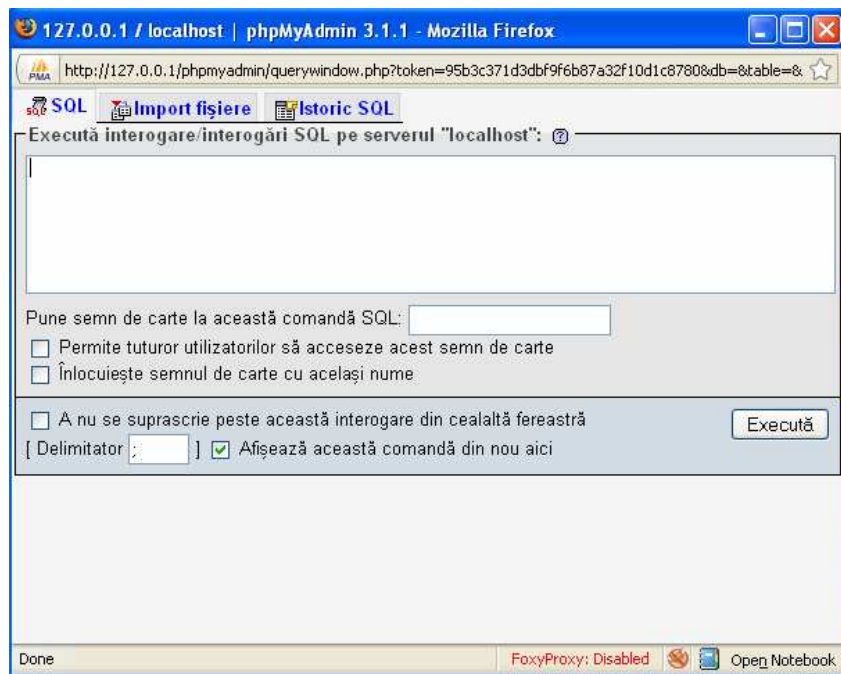 127.0.0.1 / localhost | phpMyAdmin 3.1.1 - Mozilla Firefox
PMA http://127.0.0.1/phpmyadmin/querywindow.php?token=95b3c371d3dbf9f6b87a32f10d1c8780&db=&table=&
SQL Import fişiere Istoric SQL
Execută interogare/interogări SQL pe serverul "localhost":
Pune semn de carte la această comandă SQL:
Permite tuturor utilizatorilor să acceseze acest semn de carte
Înlocuiește semnul de carte cu același nume
A nu se suprascrie peste această interogare din cealaltă fereastră
Execută
[ Delimitator ; ] Afișează această comandă din nou aici
Done FoxyProxy: Disabled Open Notebook